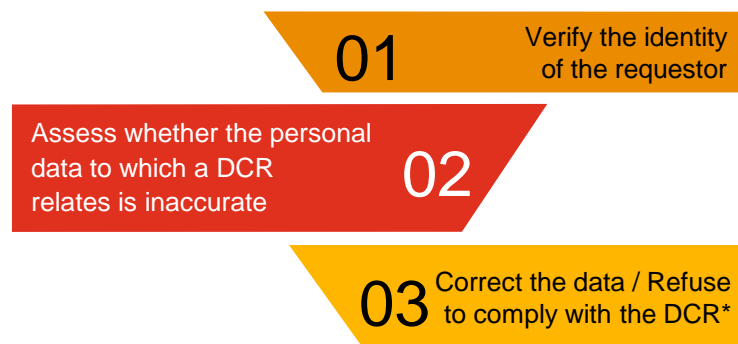 01
Verify the identity
of the requestor
Assess whether the personal
data to which a DCR
relates is inaccurate
02
03
Correct the data / Refuse
to comply with the DCR*